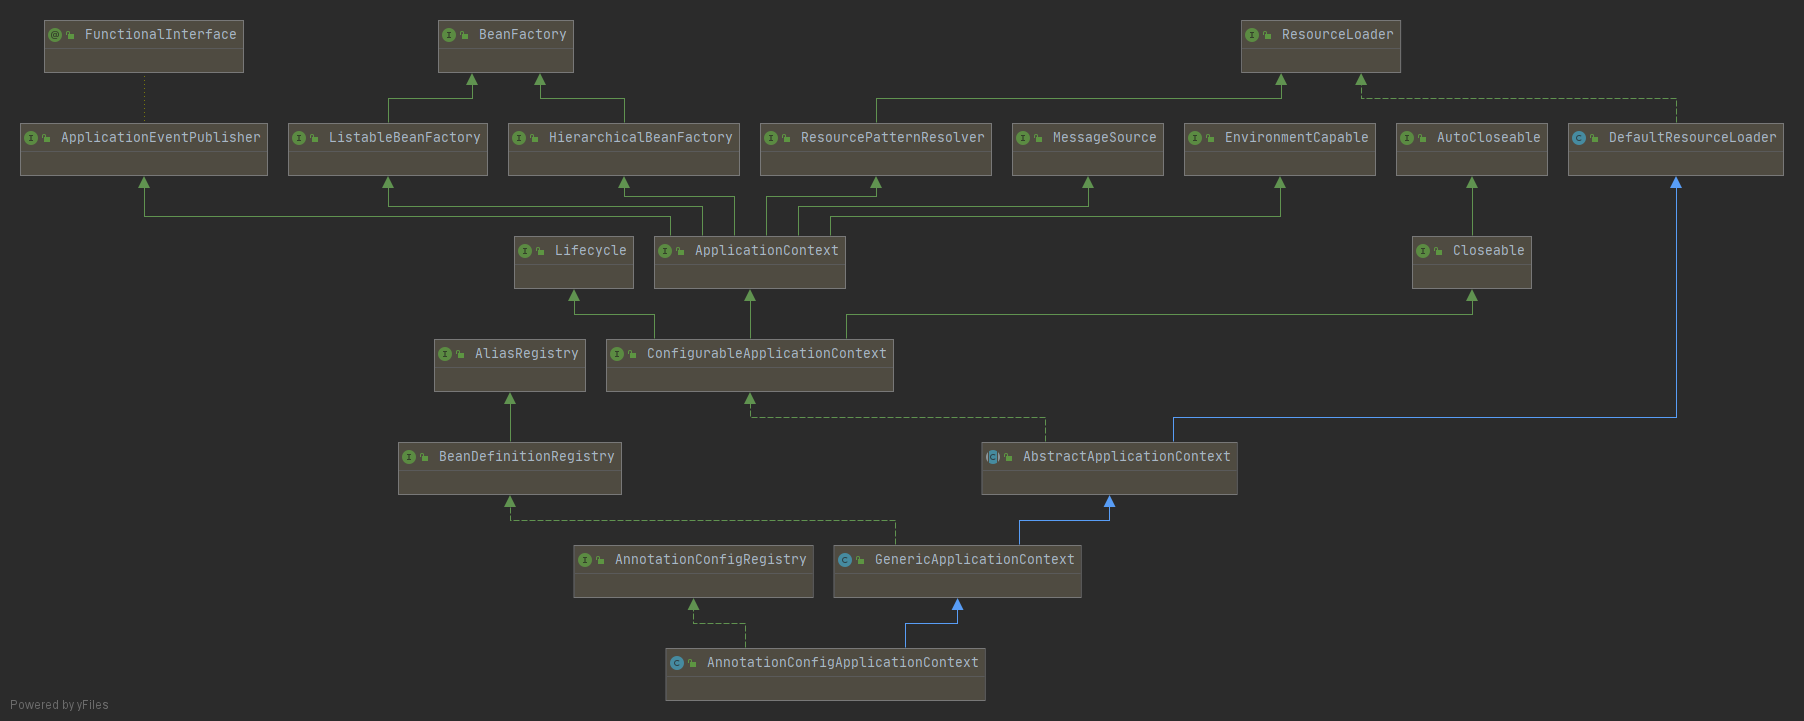 FunctionalInterface
BeanFactory
ResourceLoader
ApplicationEventPublisher
ListableBeanFactory
HierarchicalBeanFactory
ResourcePatternResolver
MessageSource
EnvironmentCapable
AutoCloseable
DefaultResourceLoader
Lifecycle
ApplicationContext
Closeable
AliasRegistry
ConfigurableApplicationContext
BeanDefinitionRegistry
AbstractApplicationContext
AnnotationConfigRegistry
GenericApplicationContext
AnnotationConfigApplicationContext
Powered by yFiles